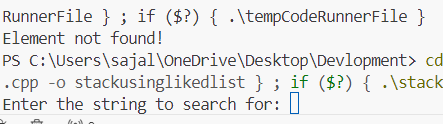 RunnerFile } ; if ($?) { .\tempCodeRunnerFile }
Element not found!
PS C:\Users\sajal\OneDrive\Desktop\Devlopment> cd
.cpp -o stackusinglikedlist } ; if ($?) { .\stack
Enter the string to search for: